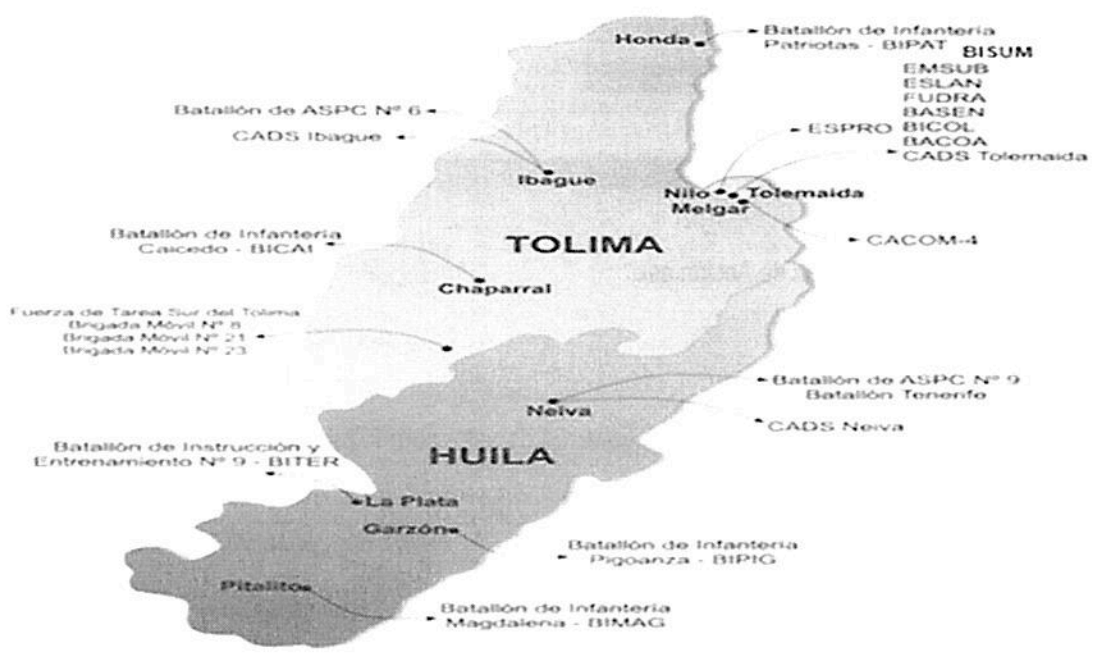 Honda
Batallón de Infantería
Patriotas - BIPAT
BISUM
EMSUB
ESLAN
FUDRA
BASEN
ESPRO BICOL
BACOA
CADS Tolemaida
Batallón de ASPC Nº 6
CADS Ibague
Ibague
Nilo Tolemaida
Melgar
CACOM-4
Batallón de Infantería
Caicedo - BICAI
TOLIMA
Chaparral
Fuerza de Tarea Sur del Tolima
Brigada Móvil Nº 8
Brigada Móvil Nº 21
Brigada Móvil Nº 23
Batallón de ASPC Nº 9
Batallón Tenerife
Neiva
CADS Neiva
HUILA
Batallón de Instrucción y
Entrenamiento Nº 9 - BITER
La Plata
Garzón
Batallón de Infantería
Pigoanza - BIPIG
Pitalito
Batallón de Infantería
Magdalena - BIMAG